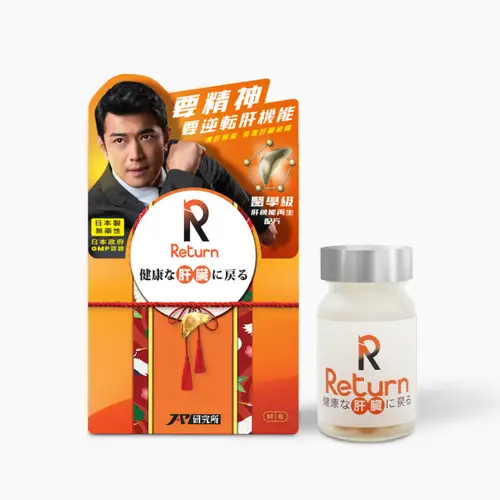 要精神
要逆転肝機能
醫學級
肝機能再生
配方
日本製
無藥性
日本政府
GMP認證
R
Return
健康な肝臓に戻る
研究所
R
Return
健康な肝臓に戻る